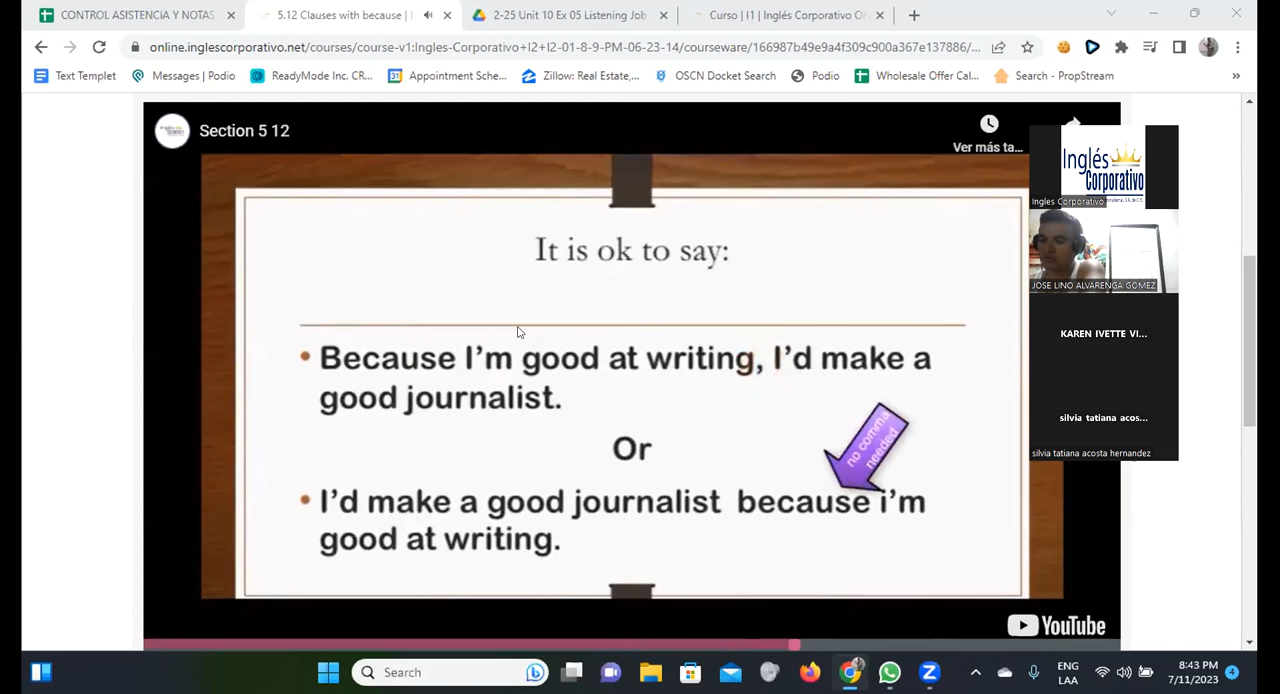 CONTROL ASISTENCIA Y NOTAS
5.12 Clauses with because |
2-25 Unit 10 Ex 05 Listening Job
Curso | I1 | Inglés Corporativo On
online.inglescorporativo.net/courses/course-v1:Ingles-Corporativo+I2+I2-01-8-9-PM-06-23-14/courseware/166987b49e9a4f309c900a367e137886/...
Text Templet
Messages | Podio
ReadyMode Inc. CR...
Appointment Sche...
Zillow: Real Estate,...
OSCN Docket Search
Podio
Wholesale Offer Cal...
Search - PropStream
»
Section 5 12
Ver más ta...
Inglés
Corporativo
Ingles Corporativo
JOSE LINO ALVARENGA GOMEZ
KAREN IVETTE VI...
silvia tatiana acos...
silvia tatiana acosta hernandez
It is ok to say:
• Because I'm good at writing, I'd make a
good journalist.
Or
no comma
needed
• I'd make a good journalist because i'm
good at writing.
YouTube
Search
ENG
LAA
8:43 PM
7/11/2023
4